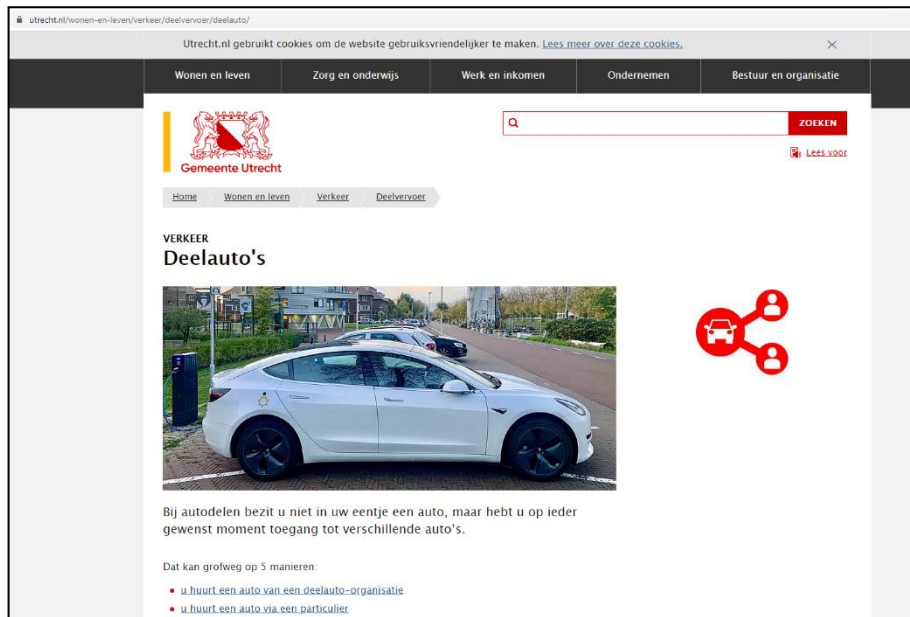 utrecht.nl/wonen-en-leven/verkeer/deelvervoer/deelauto/
Utrecht.nl gebruikt cookies om de website gebruiksvriendelijker te maken. Lees meer over deze cookies.
Wonen en leven Zorg en onderwijs Werk en inkomen Ondernemen Bestuur en organisatie
Gemeente Utrecht
ZOEKEN
Lees voor
Home Wonen en leven Verkeer Deelvervoer
VERKEER
Deelauto's
Bij autodelen bezit u niet in uw eentje een auto, maar hebt u op ieder
gewenst moment toegang tot verschillende auto's.
Dat kan grofweg op 5 manieren:
• u huurt een auto van een deelauto-organisatie
• u huurt een auto via een particulier